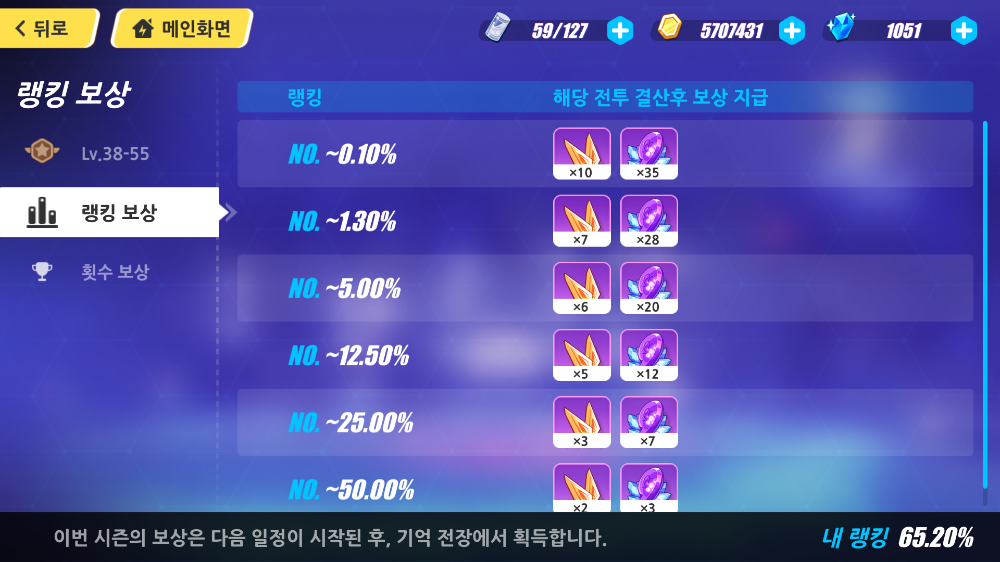 뒤로
메인화면
59/127
5707431
1051
랭킹 보상
Lv.38-55
랭킹 보상
횟수 보상
랭킹
해당 전투 결산후 보상 지급
NO. ~0.10%
×10
×35
NO. ~1.30%
×7
×28
NO. ~5.00%
×6
×20
NO. ~12.50%
×5
×12
NO. ~25.00%
×3
×7
NO. ~50.00%
×2
×3
이번 시즌의 보상은 다음 일정이 시작된 후, 기억 전장에서 획득합니다.
내 랭킹 65.20%